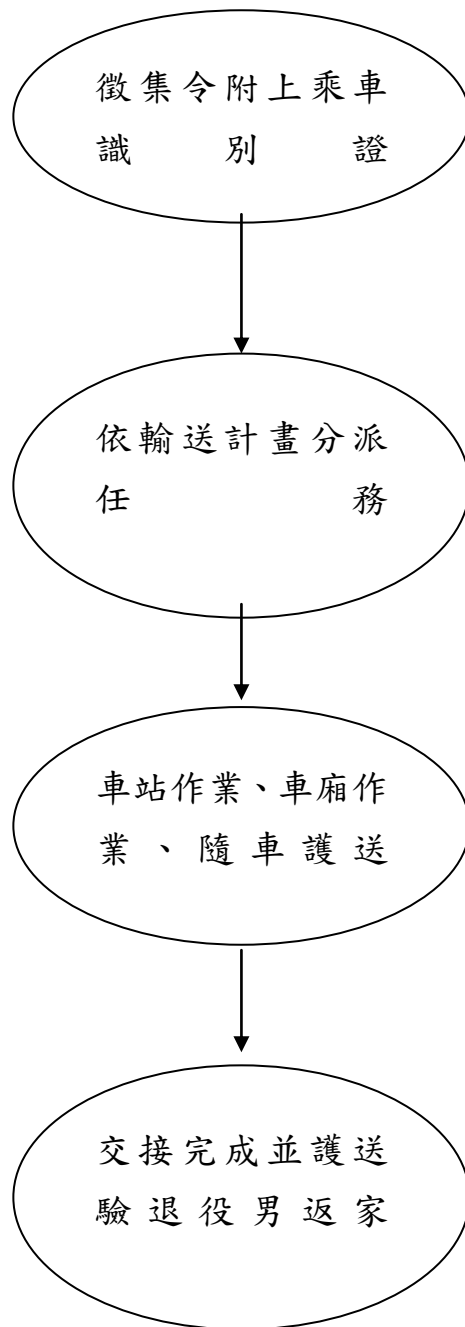 徵集令附上乘車
識別證
依輸送計畫分派
任務
車站作業、車廂作
業、隨車護送
交接完成並護送
驗退役男返家